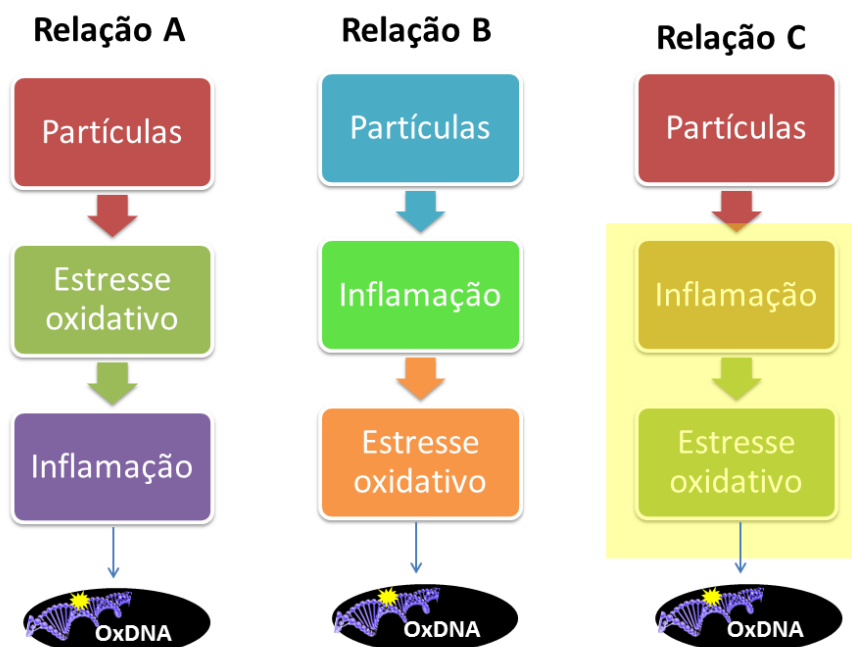 Relação A
Partículas
Estresse
oxidativo
Inflamação
OxDNA
Relação B
Partículas
Inflamação
Estresse
oxidativo
OxDNA
Relação C
Partículas
Inflamação
Estresse
oxidativo
OxDNA